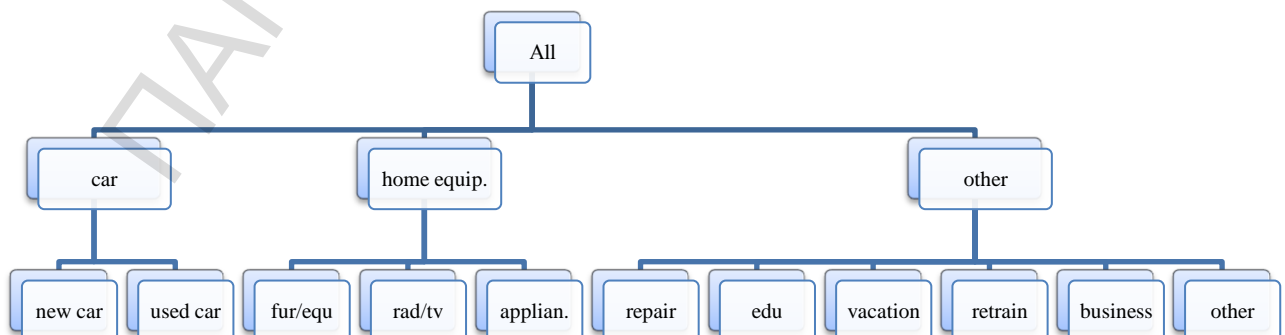 All
car
home equip.
other
new car
used car
fur/equ
rad/tv
applian.
repair
edu
vacation
retrain
business
other